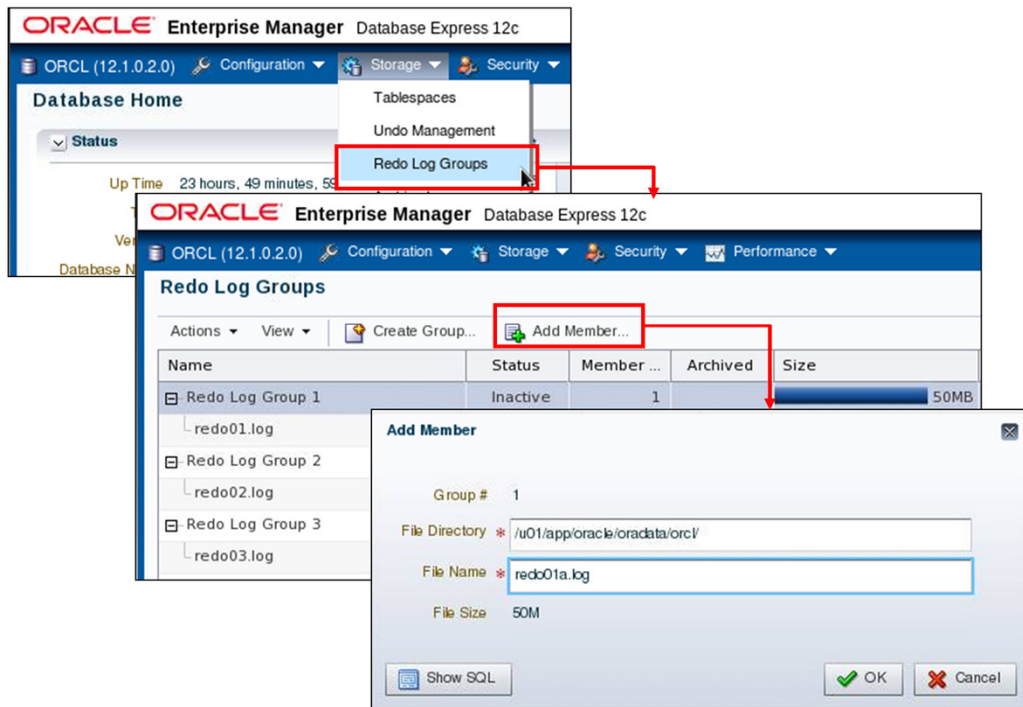 ORACLE Enterprise Manager Database Express 12c
ORCL (12.1.0.2.0) Configuration Storage Security
Database Home
Tablespaces
Undo Management
Redo Log Groups
Status
Up Time 23 hours, 49 minutes, 59
Database N
ORACLE Enterprise Manager Database Express 12c
ORCL (12.1.0.2.0) Configuration Storage Security Performance
Redo Log Groups
Actions View Create Group... Add Member...
Name Status Member ... Archived Size
Redo Log Group 1 Inactive 1 50MB
redo01.log
Redo Log Group 2
redo02.log
Redo Log Group 3
redo03.log
Add Member
Group # 1
File Directory * /u01/app/oracle/oradata/orcl/
File Name * redo01a.log
File Size 50M
Show SQL OK Cancel